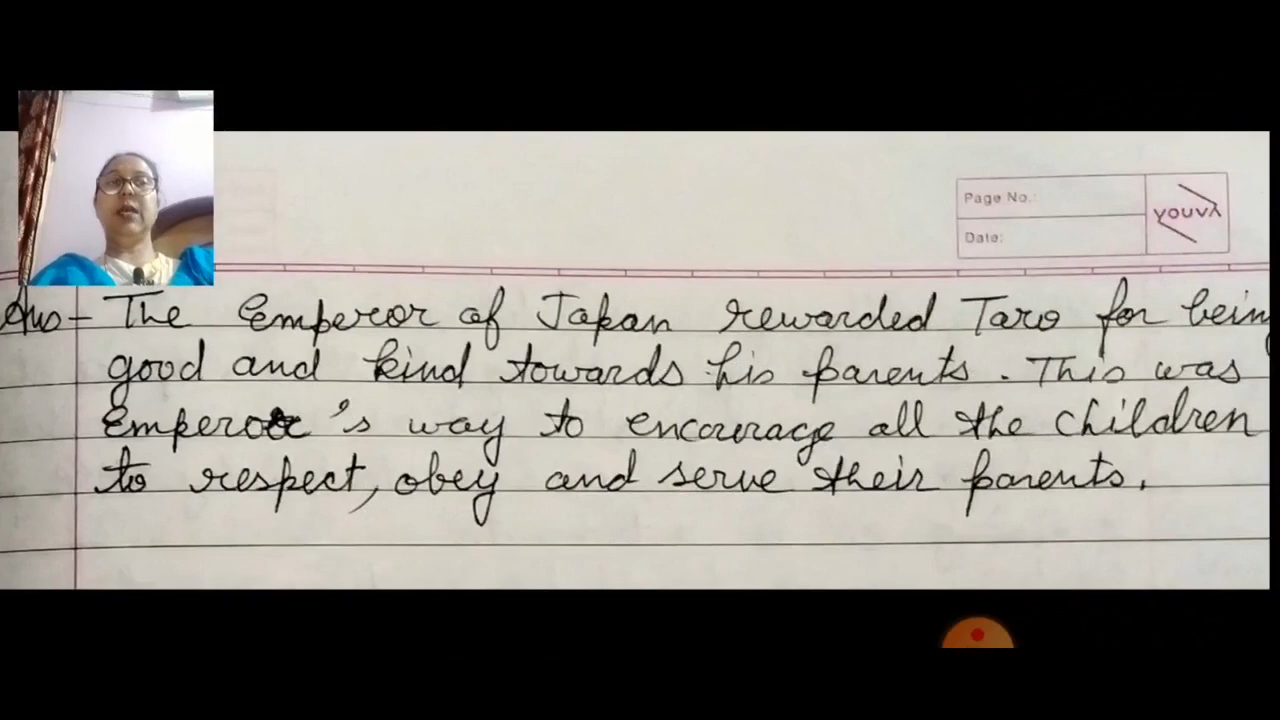 Page No.:
Date:
youva
Ans- The Emperor of Japan rewarded Taro for being
good and kind towards his parents. This was
Emperor's way to encourage all the children
to respect, obey and serve their parents.